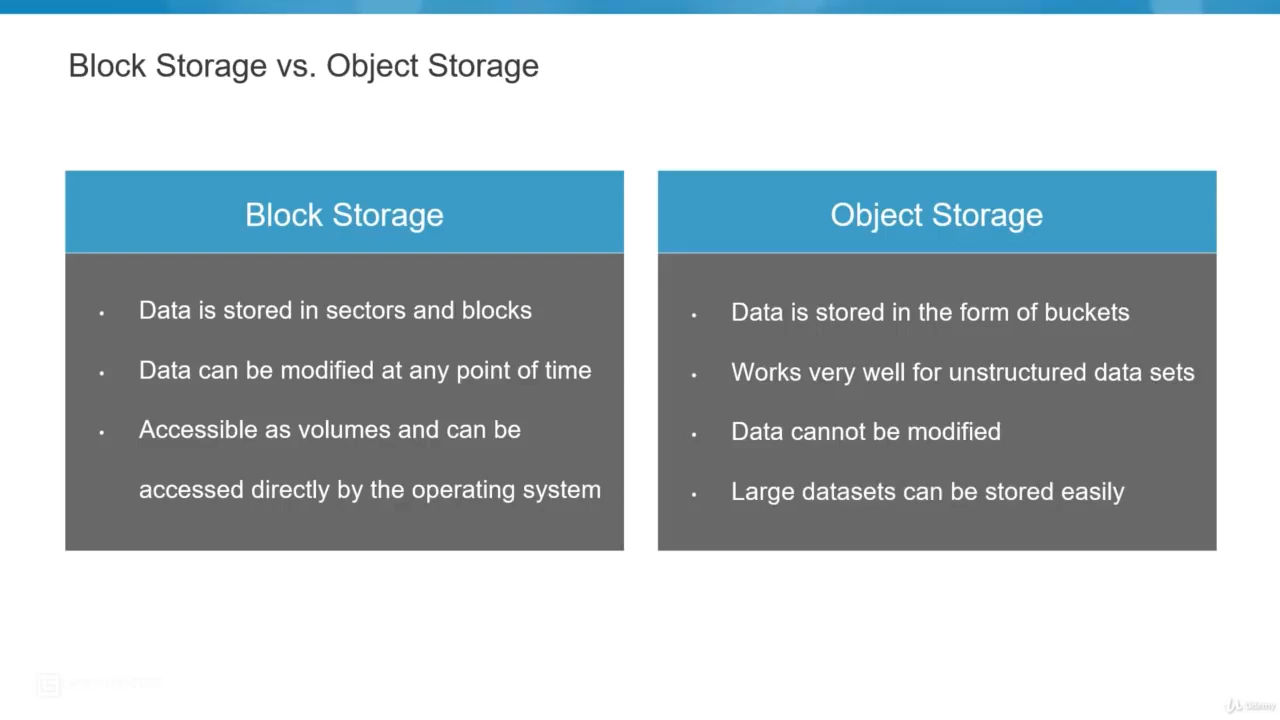 Block Storage vs. Object Storage
Block Storage
• Data is stored in sectors and blocks
• Data can be modified at any point of time
• Accessible as volumes and can be
accessed directly by the operating system
Object Storage
• Data is stored in the form of buckets
• Works very well for unstructured data sets
• Data cannot be modified
• Large datasets can be stored easily
Udemy